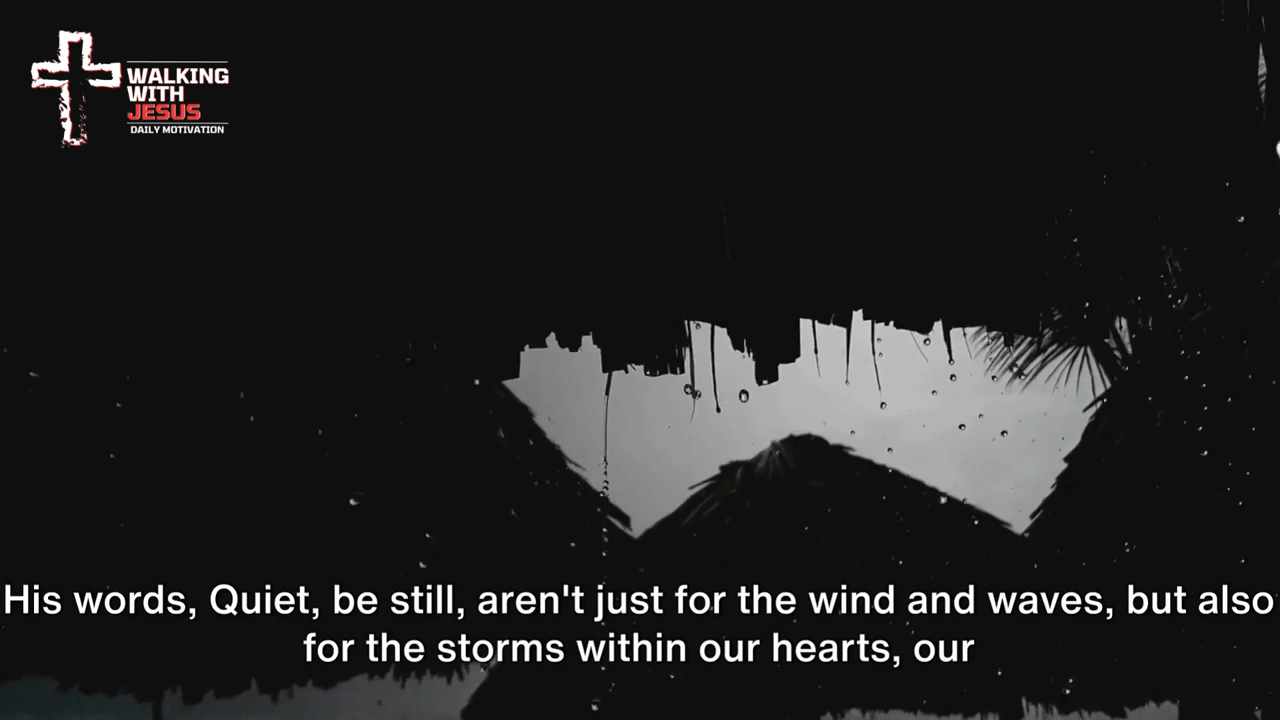 WALKING
WITH
JESUS
DAILY MOTIVATION
His words, Quiet, be still, aren't just for the wind and waves, but also
for the storms within our hearts, our